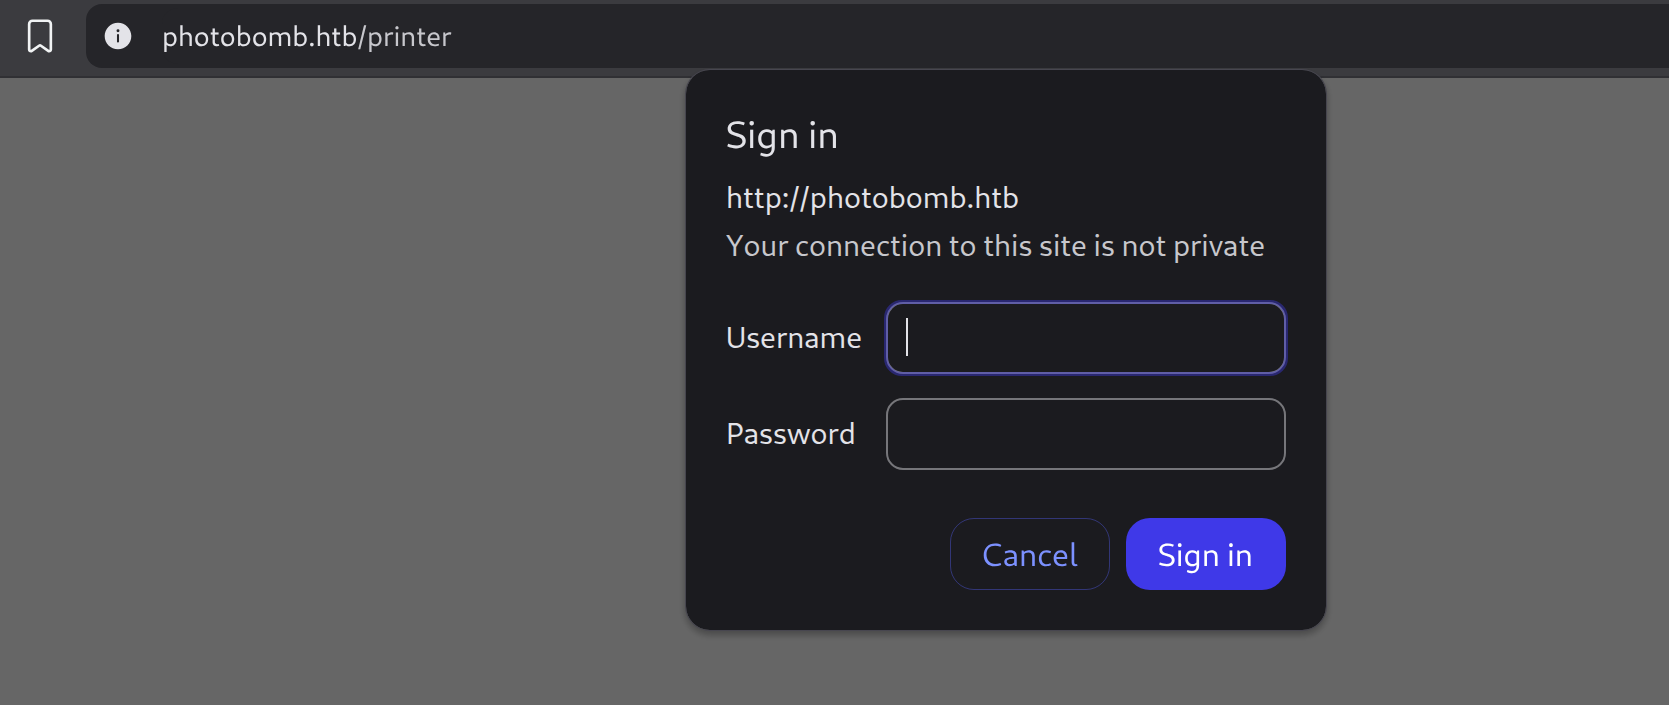 photobomb.htb/printer
Sign in
http://photobomb.htb
Your connection to this site is not private
Username
Password
Cancel Sign in